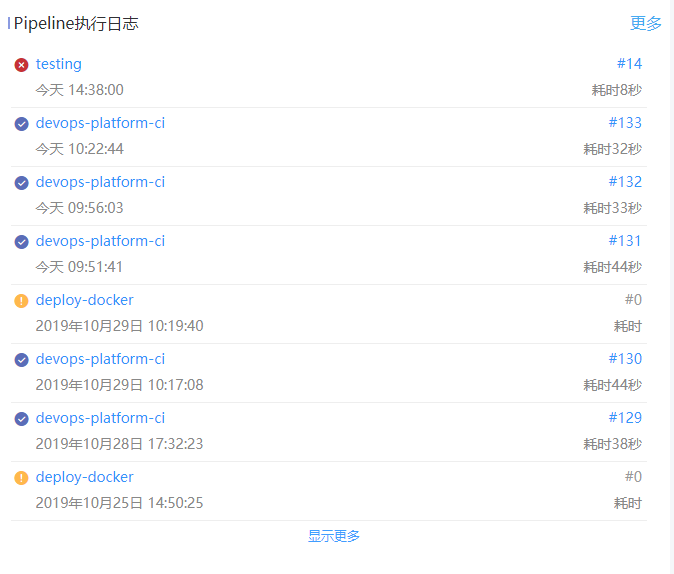 Pipeline执行日志 更多
testing #14
今天 14:38:00 耗时8秒
devops-platform-ci #133
今天 10:22:44 耗时32秒
devops-platform-ci #132
今天 09:56:03 耗时33秒
devops-platform-ci #131
今天 09:51:41 耗时44秒
deploy-docker #0
2019年10月29日 10:19:40 耗时
devops-platform-ci #130
2019年10月29日 10:17:08 耗时44秒
devops-platform-ci #129
2019年10月28日 17:32:23 耗时38秒
deploy-docker #0
2019年10月25日 14:50:25 耗时
显示更多